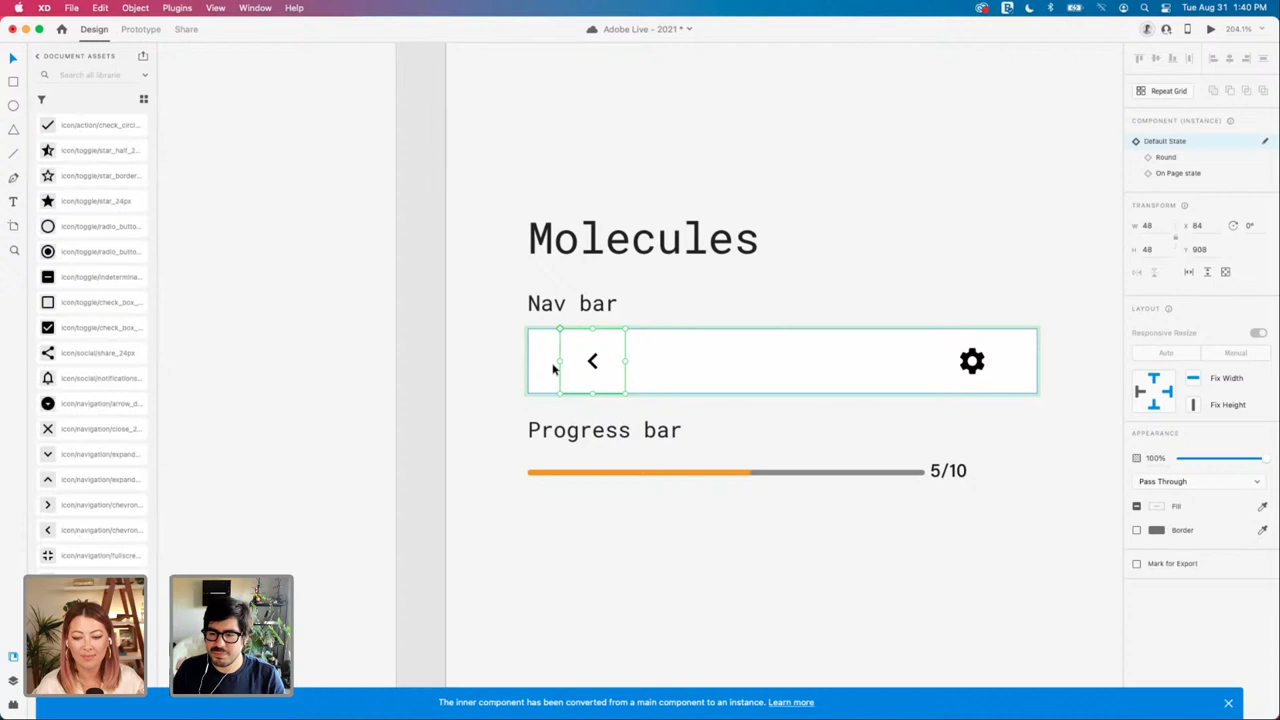 XD File Edit Object Plugins View Window Help
Tue Aug 31 1:40 PM
Design Prototype Share
Adobe Live - 2021 *
204.1%
DOCUMENT ASSETS
Search all librarie
icon/action/check_circl...
icon/toggle/star_half_2...
icon/toggle/star_border...
icon/toggle/star_24px
icon/toggle/radio_butto...
icon/toggle/radio_button...
icon/toggle/indetermina...
icon/toggle/check_box_...
icon/toggle/check_box_...
icon/social/share_24px
icon/social/notifications...
icon/navigation/arrow_d...
icon/navigation/close_2...
icon/navigation/expand...
icon/navigation/expand...
icon/navigation/chevron...
icon/navigation/chevron...
icon/navigation/fullscre...
Molecules
Nav bar
Progress bar
5/10
Repeat Grid
COMPONENT (INSTANCE)
Default State
Round
On Page state
TRANSFORM
W 48 X 84 0°
H 48 Y 908
LAYOUT
Responsive Resize
Auto Manual
Fix Width
Fix Height
APPEARANCE
100%
Pass Through
Fill
Border
Mark for Export
The inner component has been converted from a main component to an instance. Learn more